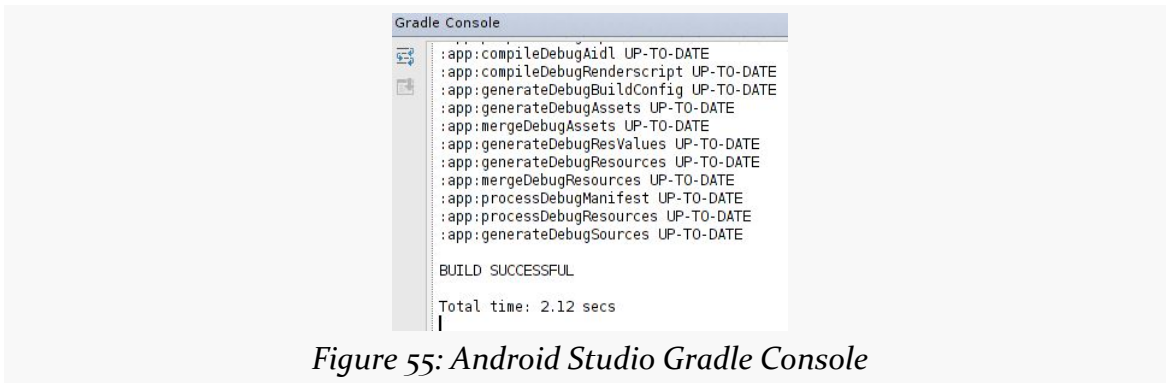 Gradle Console
:app:compileDebugAidl UP-TO-DATE
:app:compileDebugRenderscript UP-TO-DATE
:app:generateDebugBuildConfig UP-TO-DATE
:app:generateDebugAssets UP-TO-DATE
:app:mergeDebugAssets UP-TO-DATE
:app:generateDebugResValues UP-TO-DATE
:app:generateDebugResources UP-TO-DATE
:app:mergeDebugResources UP-TO-DATE
:app:processDebugManifest UP-TO-DATE
:app:processDebugResources UP-TO-DATE
:app:generateDebugSources UP-TO-DATE
BUILD SUCCESSFUL
Total time: 2.12 secs
Figure 55: Android Studio Gradle Console